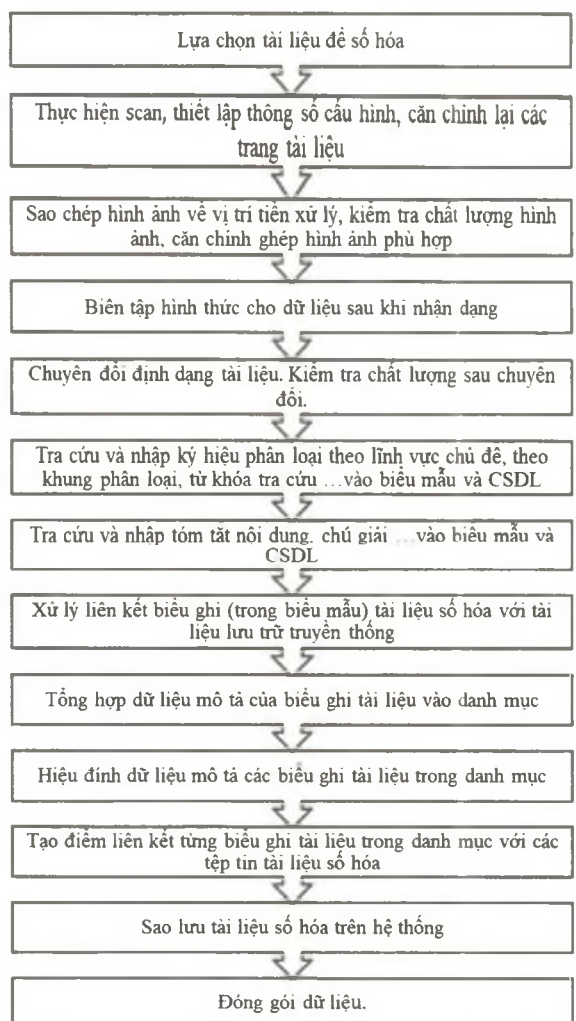 Lựa chọn tài liệu để số hóa
Thực hiện scan, thiết lập thông số cấu hình, căn chỉnh lại các
trang tài liệu
Sao chép hình ảnh về vị trí tiền xử lý, kiểm tra chất lượng hình
ảnh, căn chỉnh ghép hình ảnh phù hợp
Biên tập hình thức cho dữ liệu sau khi nhận dạng
Chuyên đổi định dạng tài liệu. Kiểm tra chất lượng sau chuyên
đổi.
Tra cứu và nhập ký hiệu phân loại theo lĩnh vực chủ đề, theo
khung phân loại, từ khóa tra cứu ...vào biểu mẫu và CSDL
Tra cứu và nhập tóm tắt nội dung. chú giải ...vào biểu mẫu và
CSDL
Xử lý liên kết biểu ghi (trong biểu mẫu) tài liệu số hóa với tài
liệu lưu trữ truyền thống
Tổng hợp dữ liệu mô tả của biểu ghi tài liệu vào danh mục
Hiệu đính dữ liệu mô tả các biểu ghi tài liệu trong danh mục
Tạo điểm liên kết từng biểu ghi tài liệu trong danh mục với các
tệp tin tài liệu số hóa
Sao lưu tài liệu số hóa trên hệ thống
Đóng gói dữ liệu.